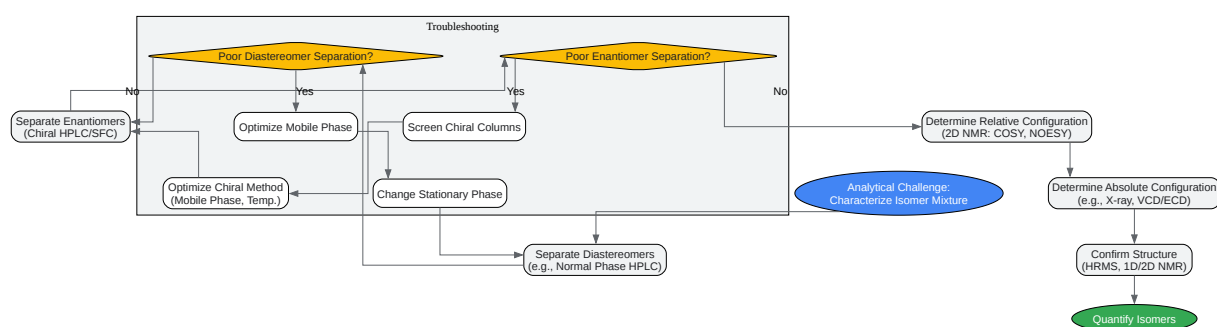 Troubleshooting
Poor Diastereomer Separation?
Poor Enantiomer Separation?
No
Yes
Yes
No
Separate Enantiomers
(Chiral HPLC/SFC)
Optimize Mobile Phase
Screen Chiral Columns
Determine Relative Configuration
(2D NMR: COSY, NOESY)
Optimize Chiral Method
(Mobile Phase, Temp.)
Change Stationary Phase
Analytical Challenge:
Characterize Isomer Mixture
Determine Absolute Configuration
(e.g., X-ray, VCD/ECD)
Separate Diastereomers
(e.g., Normal Phase HPLC)
Confirm Structure
(HRMS, 1D/2D NMR)
Quantify Isomers